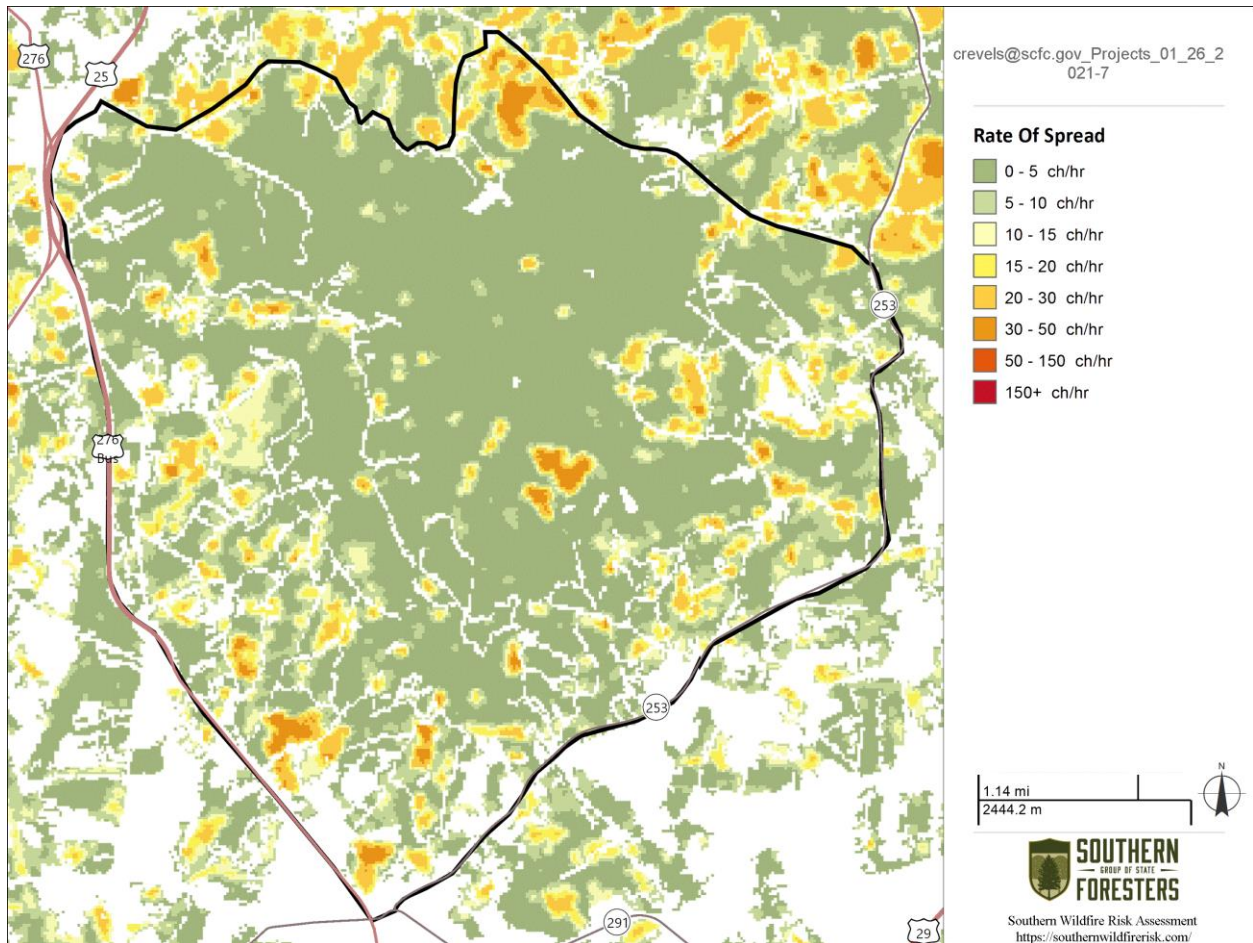 276
25
253
276
Bus
253
291
29
crevels@scfc.gov_Projects_01_26_2
021-7
Rate Of Spread
0 - 5 ch/hr
5 - 10 ch/hr
10 - 15 ch/hr
15 - 20 ch/hr
20 - 30 ch/hr
30 - 50 ch/hr
50 - 150 ch/hr
150+ ch/hr
1.14 mi
2444.2 m
N
SOUTHERN
GROUP OF STATE
FORESTERS
Southern Wildfire Risk Assessment
https://southernwildfirerisk.com/